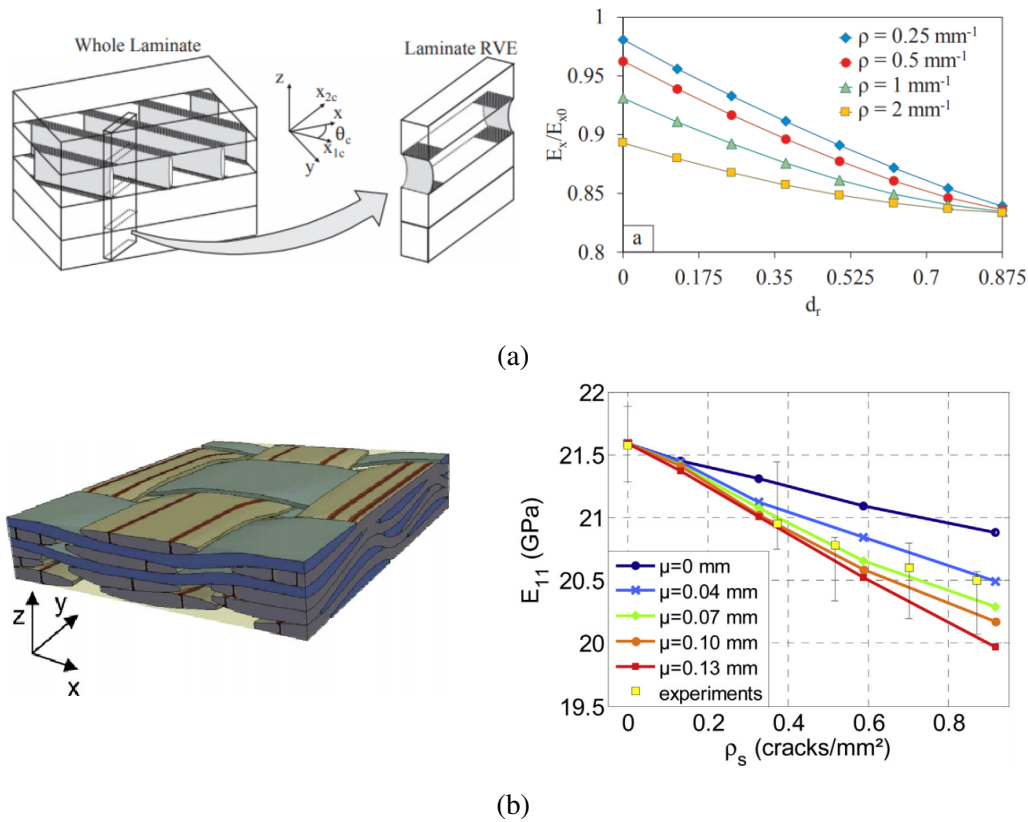 Whole Laminate
Laminate RVE
z
x2c
x
θc
x1c
y
Ex/Ex0
1
0.95
0.9
0.85
0.8
ρ = 0.25 mm⁻¹
ρ = 0.5 mm⁻¹
ρ = 1 mm⁻¹
ρ = 2 mm⁻¹
a
0 0.175 0.35 0.525 0.7 0.875
dr
(a)
z
y
x
E11 (GPa)
22
21.5
21
20.5
20
19.5
μ=0 mm
μ=0.04 mm
μ=0.07 mm
μ=0.10 mm
μ=0.13 mm
experiments
0 0.2 0.4 0.6 0.8
ρs (cracks/mm²)
(b)